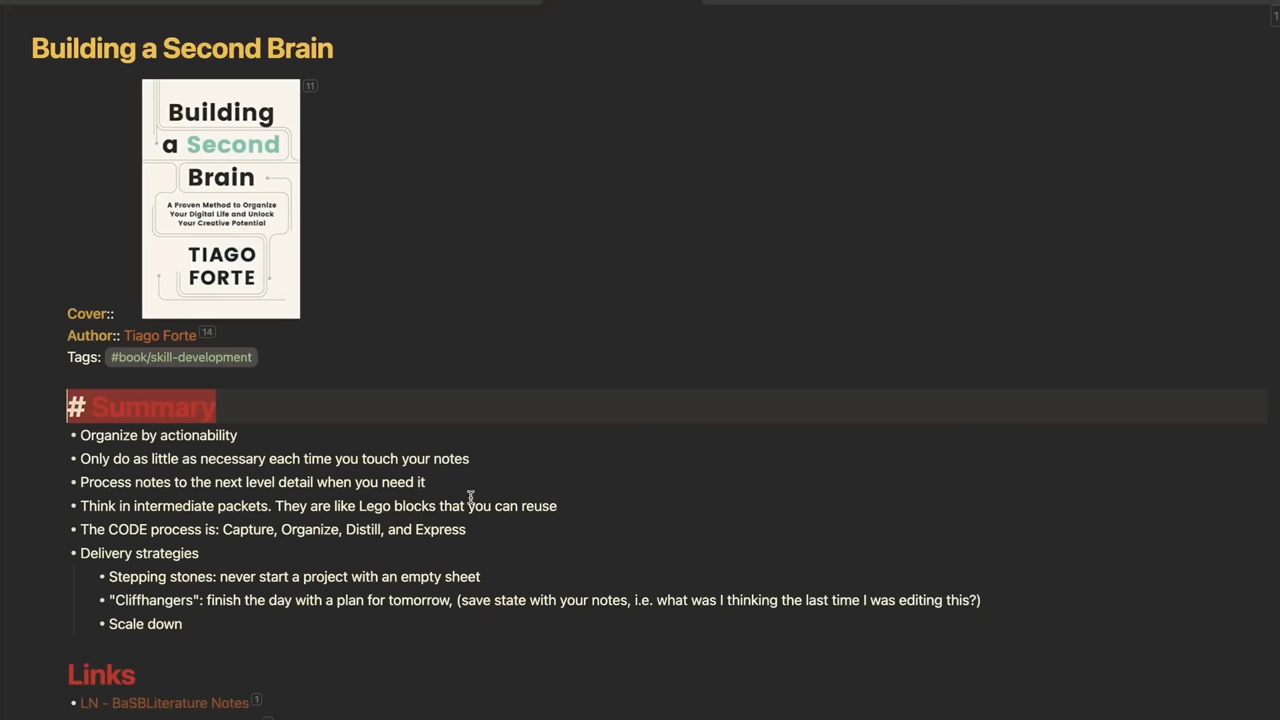 Building a Second Brain
Building
a Second
Brain
A Proven Method to Organize
Your Digital Life and Unlock
Your Creative Potential
TIAGO
FORTE
11
Cover::
Author:: Tiago Forte 14
Tags: #book/skill-development
# Summary
• Organize by actionability
• Only do as little as necessary each time you touch your notes
• Process notes to the next level detail when you need it
• Think in intermediate packets. They are like Lego blocks that you can reuse
• The CODE process is: Capture, Organize, Distill, and Express
• Delivery strategies
• Stepping stones: never start a project with an empty sheet
• "Cliffhangers": finish the day with a plan for tomorrow, (save state with your notes, i.e. what was I thinking the last time I was editing this?)
• Scale down
Links
• LN - BaSBLiterature Notes 1